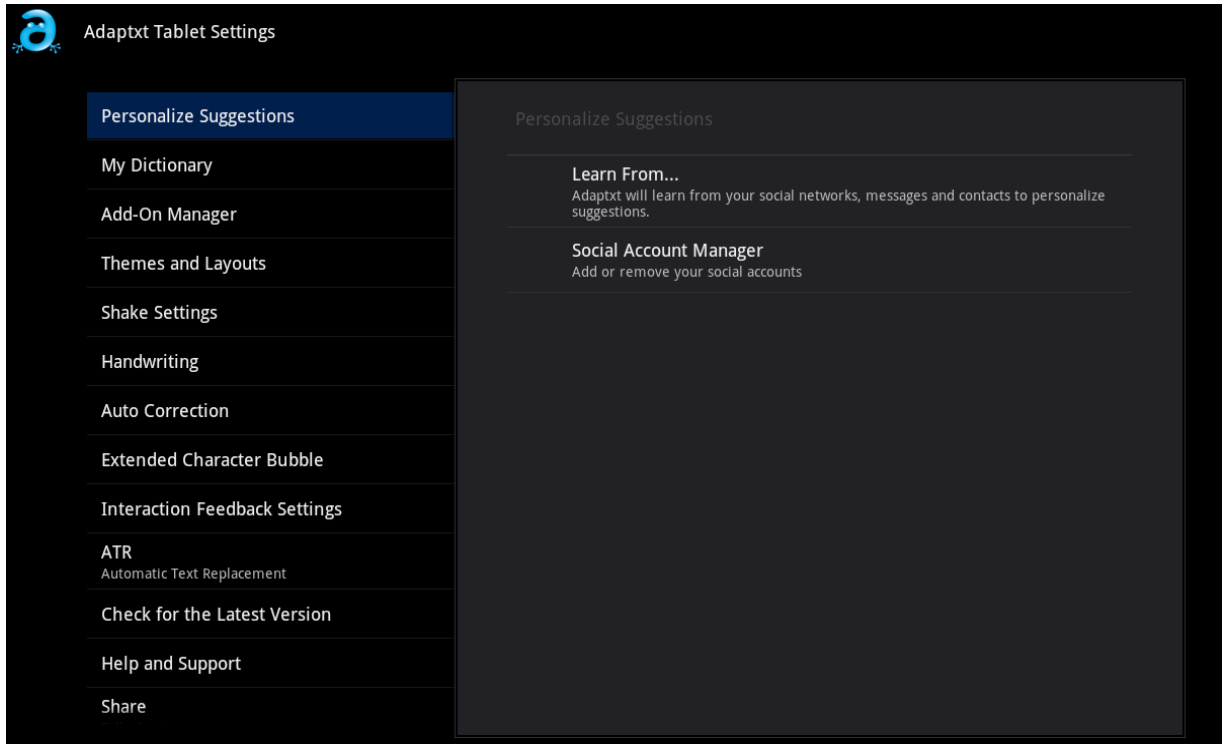 Adaptxt Tablet Settings
Personalize Suggestions
My Dictionary
Add-On Manager
Themes and Layouts
Shake Settings
Handwriting
Auto Correction
Extended Character Bubble
Interaction Feedback Settings
ATR
Automatic Text Replacement
Check for the Latest Version
Help and Support
Share
Personalize Suggestions
Learn From...
Adaptxt will learn from your social networks, messages and contacts to personalize
suggestions.
Social Account Manager
Add or remove your social accounts